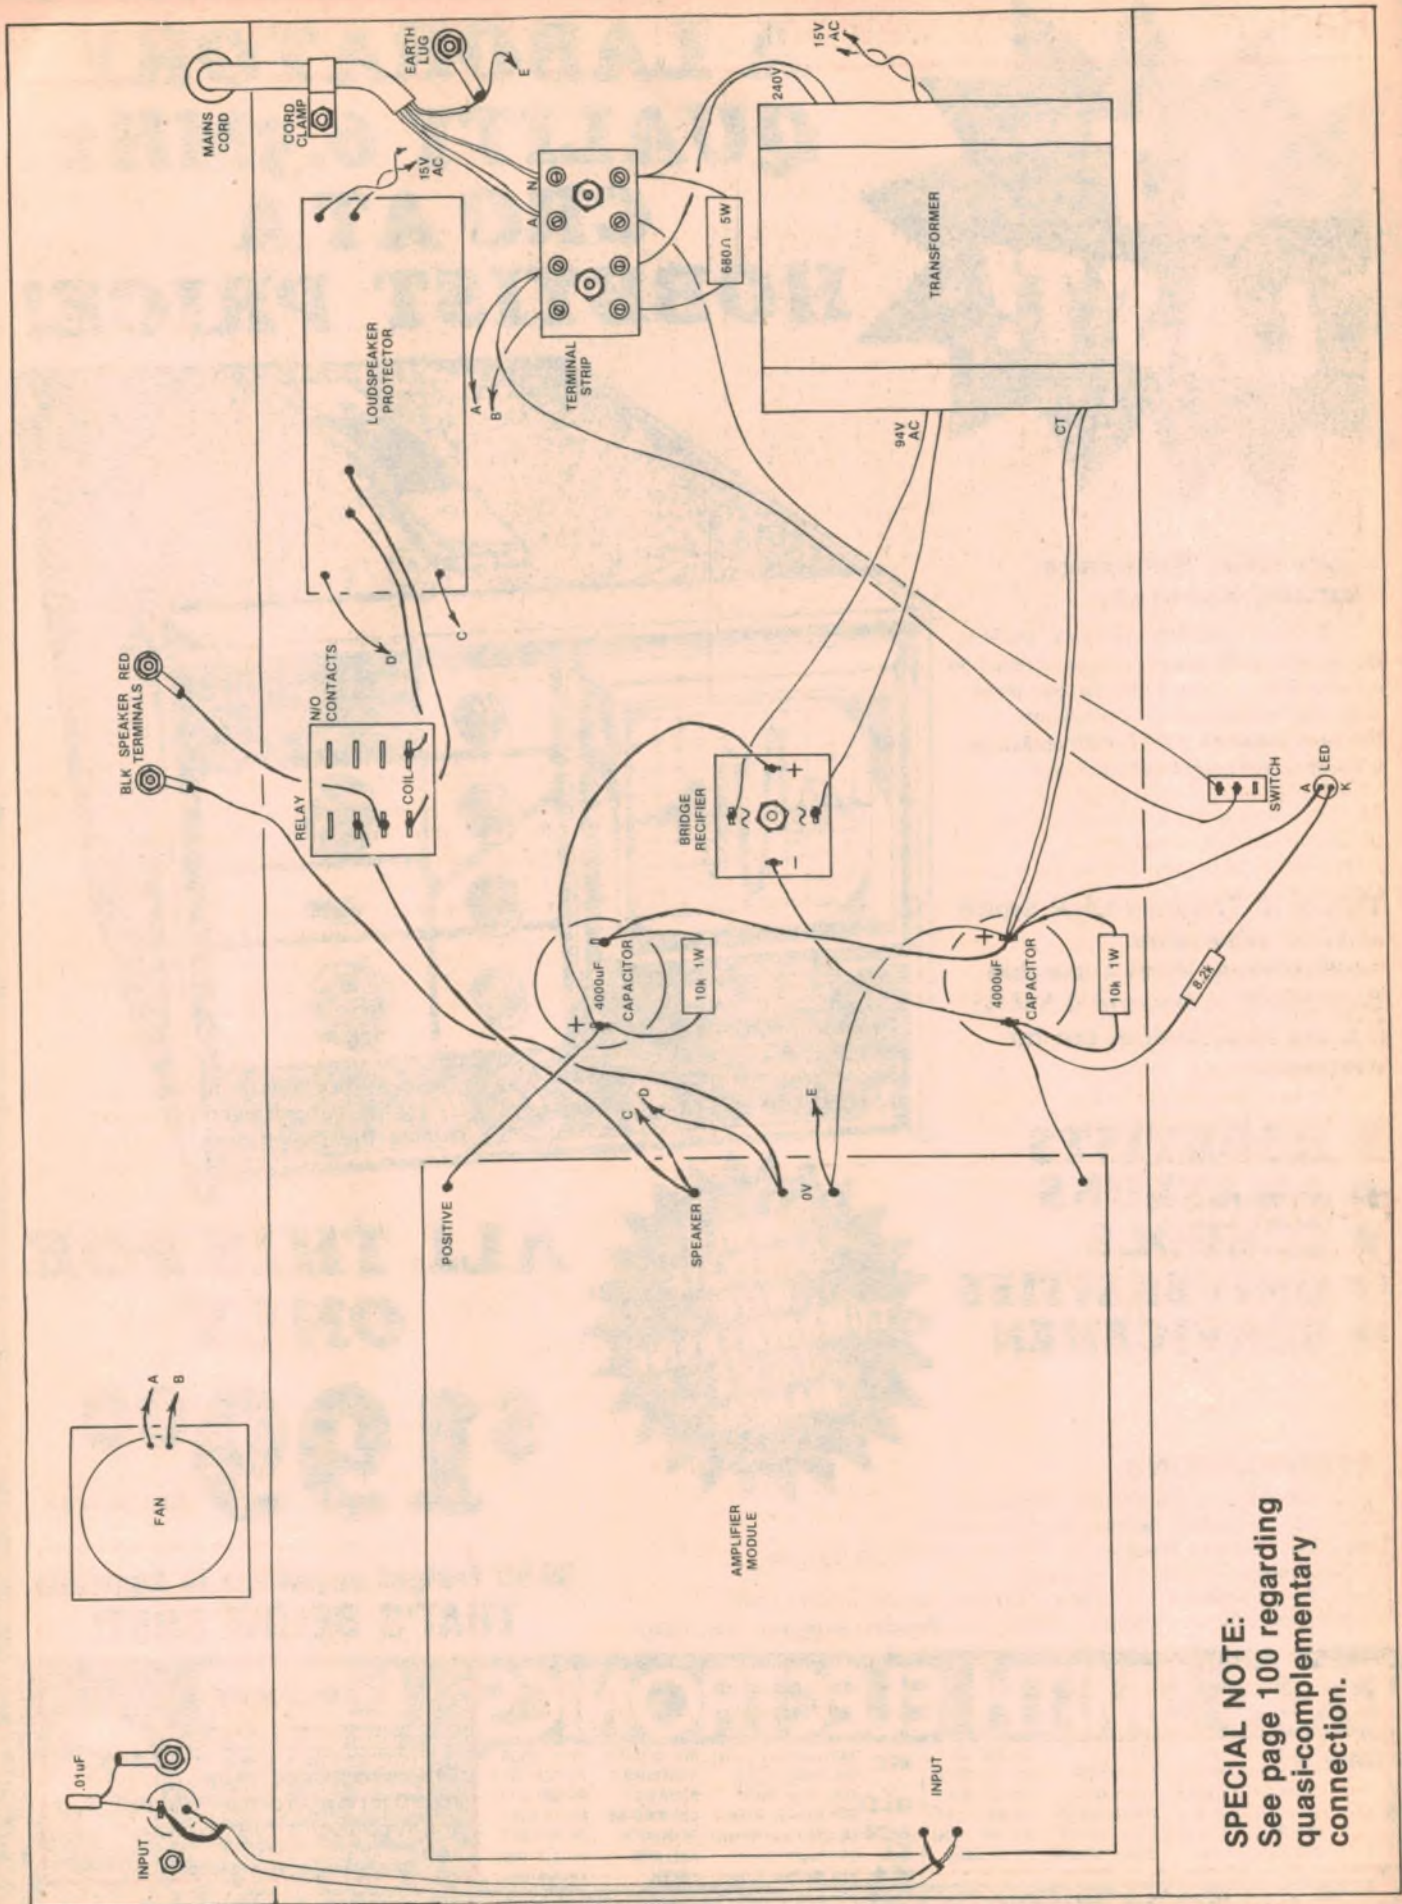 INPUT
.01uF
FAN
A
B
BLK SPEAKER RED
TERMINALS
MAINS
CORD
CORD
CLAMP
EARTH
LUG
E
15V
AC
RELAY
N/O
CONTACTS
COIL
D
C
LOUDSPEAKER
PROTECTOR
15V
AC
A
B
A
N
TERMINAL
STRIP
680Ω 5W
240V
TRANSFORMER
94V
AC
CT
POSITIVE
SPEAKER
0V
C
D
E
+
4000uF
CAPACITOR
10k 1W
BRIDGE
RECIFIER
+
~
~
–
+
4000uF
CAPACITOR
10k 1W
8.2k
SWITCH
A
K
LED
AMPLIFIER
MODULE
INPUT
SPECIAL NOTE:
See page 100 regarding
quasi-complementary
connection.